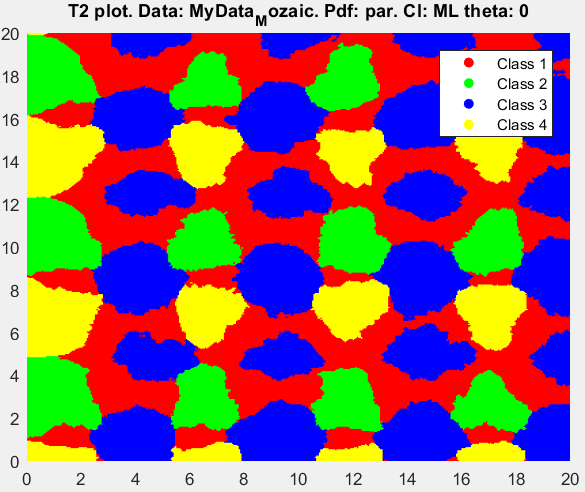 T2 plot. Data: MyData_Mozaic. Pdf: par. Cl: ML theta: 0
20
18
16
14
12
10
8
6
4
2
0
Class 1
Class 2
Class 3
Class 4
0 2 4 6 8 10 12 14 16 18 20